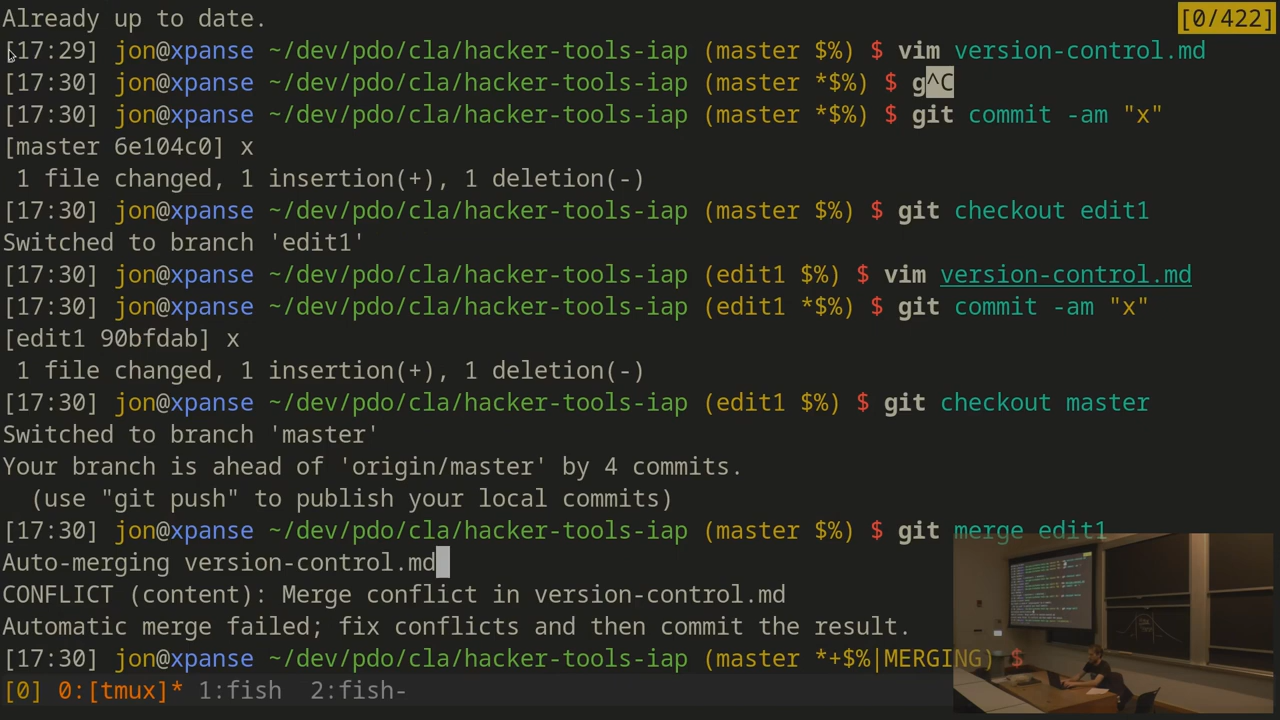 Already up to date.
[0/422]
[17:29] jon@xpanse ~/dev/pdo/cla/hacker-tools-iap (master $%) $ vim version-control.md
[17:30] jon@xpanse ~/dev/pdo/cla/hacker-tools-iap (master *$%) $ g^C
[17:30] jon@xpanse ~/dev/pdo/cla/hacker-tools-iap (master *$%) $ git commit -am "x"
[master 6e104c0] x
 1 file changed, 1 insertion(+), 1 deletion(-)
[17:30] jon@xpanse ~/dev/pdo/cla/hacker-tools-iap (master $%) $ git checkout edit1
Switched to branch 'edit1'
[17:30] jon@xpanse ~/dev/pdo/cla/hacker-tools-iap (edit1 $%) $ vim version-control.md
[17:30] jon@xpanse ~/dev/pdo/cla/hacker-tools-iap (edit1 *$%) $ git commit -am "x"
[edit1 90bfdab] x
 1 file changed, 1 insertion(+), 1 deletion(-)
[17:30] jon@xpanse ~/dev/pdo/cla/hacker-tools-iap (edit1 $%) $ git checkout master
Switched to branch 'master'
Your branch is ahead of 'origin/master' by 4 commits.
  (use "git push" to publish your local commits)
[17:30] jon@xpanse ~/dev/pdo/cla/hacker-tools-iap (master $%) $ git merge edit1
Auto-merging version-control.md
CONFLICT (content): Merge conflict in version-control.md
Automatic merge failed; fix conflicts and then commit the result.
[17:30] jon@xpanse ~/dev/pdo/cla/hacker-tools-iap (master *+$%|MERGING) $
[0] 0:[tmux]* 1:fish  2:fish-